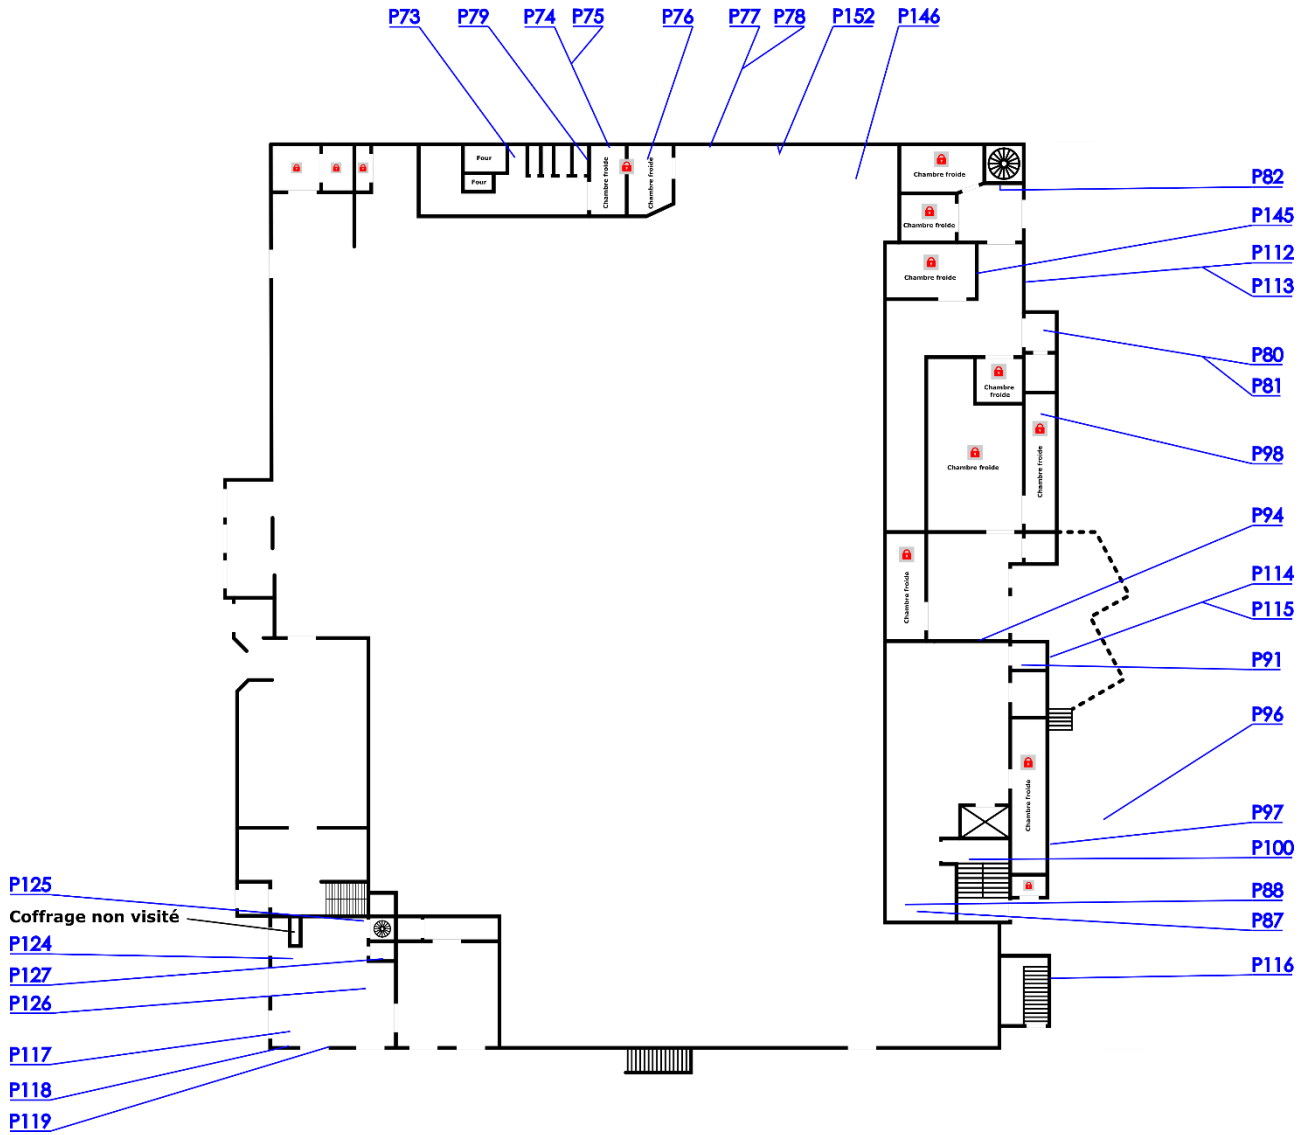 P73 P79 P74 P75 P76 P77 P78 P152 P146
Four
Four
Chambre froide
Chambre froide
Chambre froide
P82
Chambre froide
P145
P112
Chambre froide
P113
P80
Chambre
froide
P81
Chambre froide
P98
Chambre froide
P94
Chambre froide
P114
P115
P91
P96
Chambre froide
P97
P100
P125
P88
Coffrage non visité
P87
P124
P127
P116
P126
P117
P118
P119